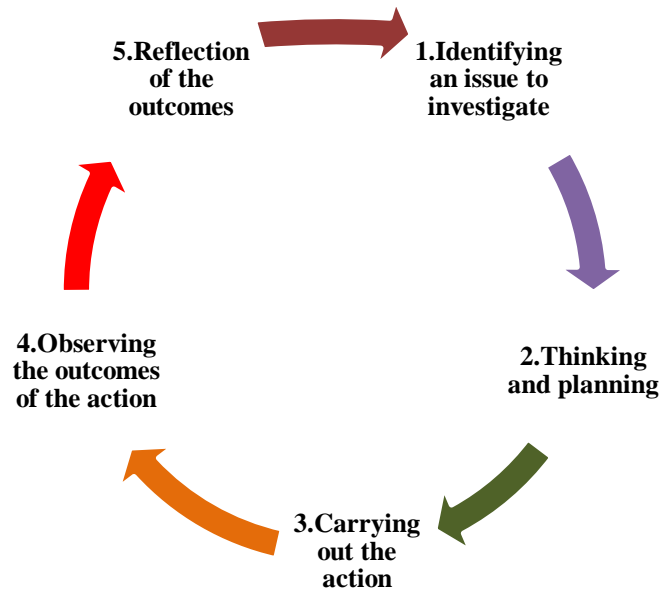 1.Identifying
an issue to
investigate
2.Thinking
and planning
3.Carrying
out the
action
4.Observing
the outcomes
of the action
5.Reflection
of the
outcomes